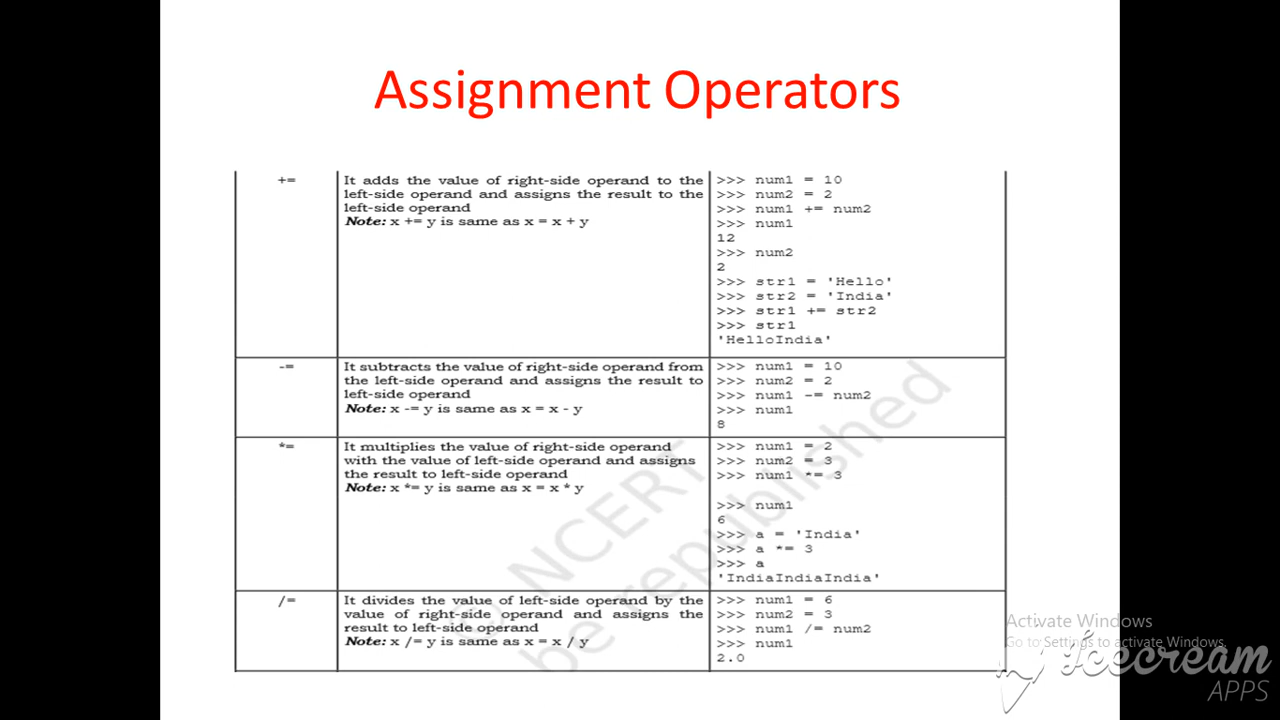 Assignment Operators
+=
It adds the value of right-side operand to the
left-side operand and assigns the result to the
left-side operand
Note: x += y is same as x = x + y
>>> num1 = 10
>>> num2 = 2
>>> num1 += num2
>>> num1
12
>>> num2
2
>>> str1 = 'Hello'
>>> str2 = 'India'
>>> str1 += str2
>>> str1
'HelloIndia'
-=
It subtracts the value of right-side operand from
the left-side operand and assigns the result to
left-side operand
Note: x -= y is same as x = x - y
>>> num1 = 10
>>> num2 = 2
>>> num1 -= num2
>>> num1
8
*=
It multiplies the value of right-side operand
with the value of left-side operand and assigns
the result to left-side operand
Note: x *= y is same as x = x * y
>>> num1 = 2
>>> num2 = 3
>>> num1 *= 3
>>> num1
6
>>> a = 'India'
>>> a *= 3
>>> a
'IndiaIndiaIndia'
/=
It divides the value of left-side operand by the
value of right-side operand and assigns the
result to left-side operand
Note: x /= y is same as x = x / y
>>> num1 = 6
>>> num2 = 3
>>> num1 /= num2
>>> num1
2.0
© NCERT
be republished
Activate Windows
Go to Settings to activate Windows.
Icecream
APPS